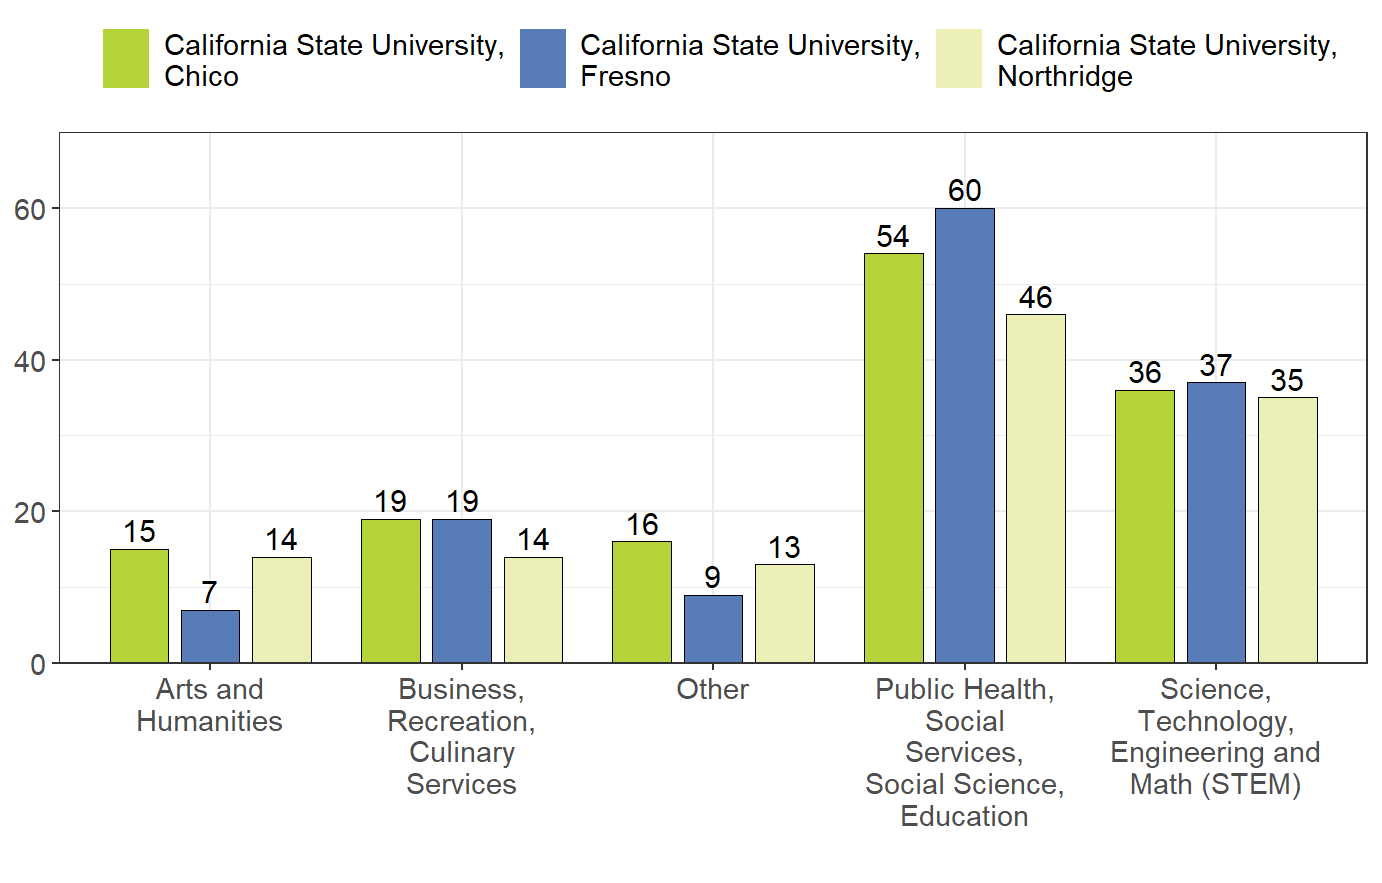 California State University,
Chico
California State University,
Fresno
California State University,
Northridge
60
40
20
0
15
7
14
19
19
14
16
9
13
54
60
46
36
37
35
Arts and
Humanities
Business,
Recreation,
Culinary
Services
Other
Public Health,
Social
Services,
Social Science,
Education
Science,
Technology,
Engineering and
Math (STEM)